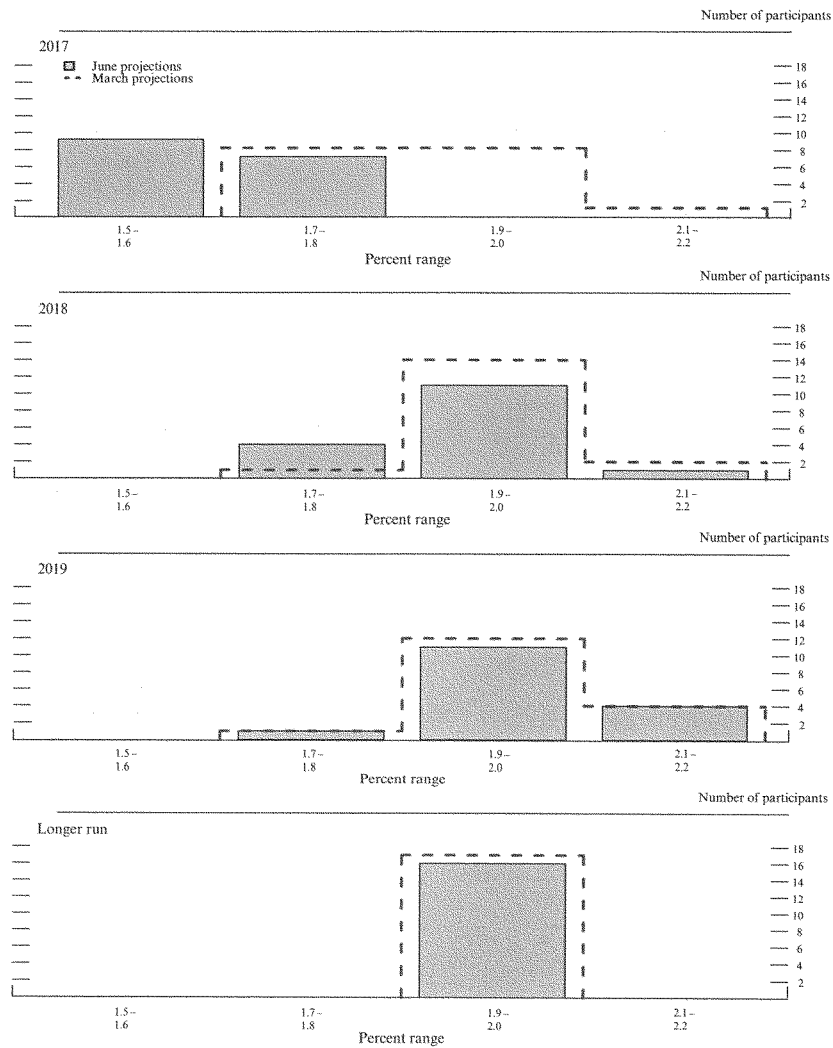 Number of participants
2017
June projections
March projections
18
16
14
12
10
8
6
4
2
1.5 – 1.7 – 1.9 – 2.1 –
1.6 1.8 2.0 2.2
Percent range
Number of participants
2018
18
16
14
12
10
8
6
4
2
1.5 – 1.7 – 1.9 – 2.1 –
1.6 1.8 2.0 2.2
Percent range
Number of participants
2019
18
16
14
12
10
8
6
4
2
1.5 – 1.7 – 1.9 – 2.1 –
1.6 1.8 2.0 2.2
Percent range
Number of participants
Longer run
18
16
14
12
10
8
6
4
2
1.5 – 1.7 – 1.9 – 2.1 –
1.6 1.8 2.0 2.2
Percent range